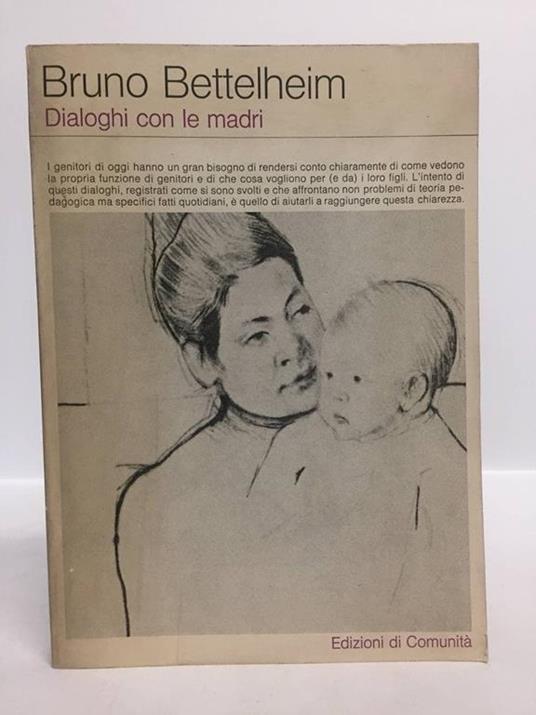 Bruno Bettelheim
Dialoghi con le madri
I genitori di oggi hanno un gran bisogno di rendersi conto chiaramente di come vedono
la propria funzione di genitori e di che cosa vogliono per (e da) i loro figli. L'intento di
questi dialoghi, registrati come si sono svolti e che affrontano non problemi di teoria pe-
dagogica ma specifici fatti quotidiani, è quello di aiutarli a raggiungere questa chiarezza.
Edizioni di Comunità